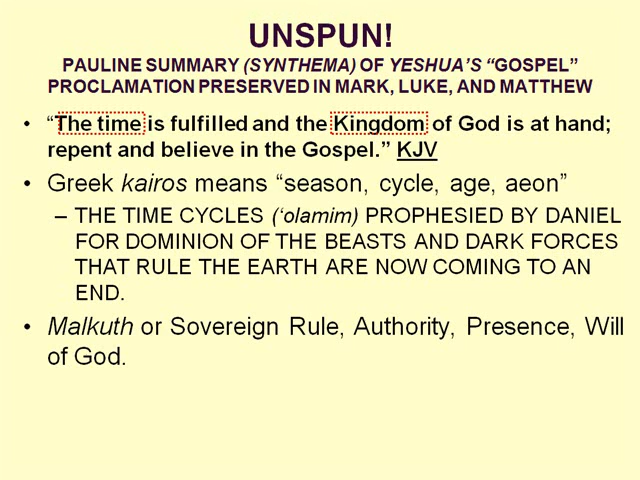 UNSPUN!
PAULINE SUMMARY (SYNTHEMA) OF YESHUA'S “GOSPEL”
PROCLAMATION PRESERVED IN MARK, LUKE, AND MATTHEW
• “The time is fulfilled and the Kingdom of God is at hand;
repent and believe in the Gospel.” KJV
• Greek kairos means “season, cycle, age, aeon”
– THE TIME CYCLES (‘olamim) PROPHESIED BY DANIEL
FOR DOMINION OF THE BEASTS AND DARK FORCES
THAT RULE THE EARTH ARE NOW COMING TO AN
END.
• Malkuth or Sovereign Rule, Authority, Presence, Will
of God.